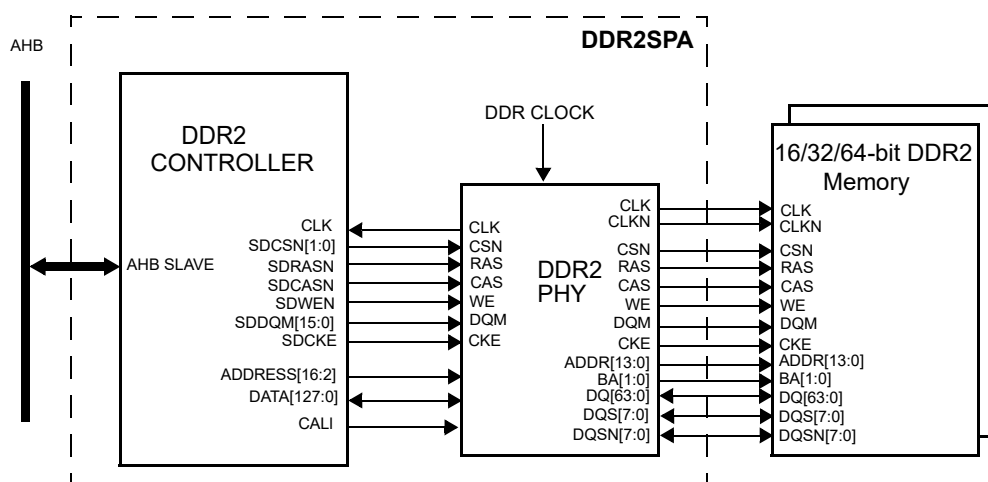 AHB
DDR2SPA
DDR2
CONTROLLER
AHB SLAVE
CLK
SDCSN[1:0]
SDRASN
SDCASN
SDWEN
SDDQM[15:0]
SDCKE
ADDRESS[16:2]
DATA[127:0]
CALI
DDR CLOCK
CLK
CSN
RAS
CAS
WE
DQM
CKE
DDR2
PHY
CLK
CLKN
CSN
RAS
CAS
WE
DQM
CKE
ADDR[13:0]
BA[1:0]
DQ[63:0]
DQS[7:0]
DQSN[7:0]
16/32/64-bit DDR2
Memory
CLK
CLKN
CSN
RAS
CAS
WE
DQM
CKE
ADDR[13:0]
BA[1:0]
DQ[63:0]
DQS[7:0]
DQSN[7:0]